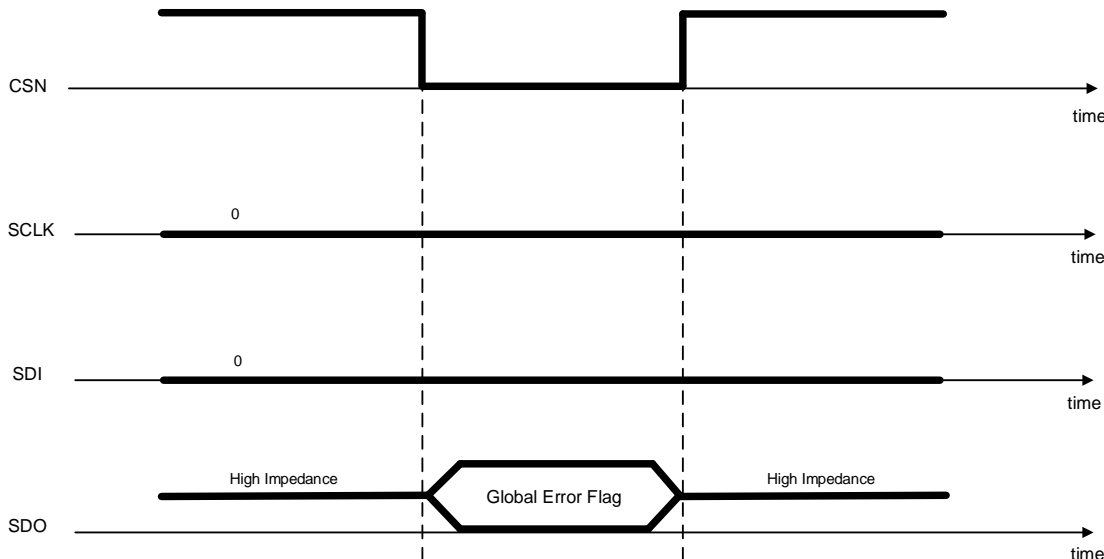 CSN
time
0
SCLK
time
0
SDI
time
High Impedance
Global Error Flag
High Impedance
SDO
time